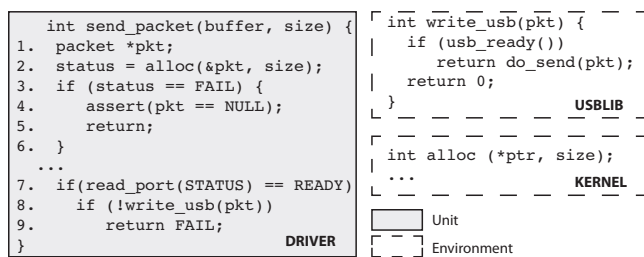 int send_packet(buffer, size) {
1. packet *pkt;
2. status = alloc(&pkt, size);
3. if (status == FAIL) {
4. assert(pkt == NULL);
5. return;
6. }
...
7. if(read_port(STATUS) == READY)
8. if (!write_usb(pkt))
9. return FAIL;
} DRIVER
int write_usb(pkt) {
if (usb_ready())
return do_send(pkt);
return 0;
} USBLIB
int alloc (*ptr, size);
... KERNEL
Unit
Environment